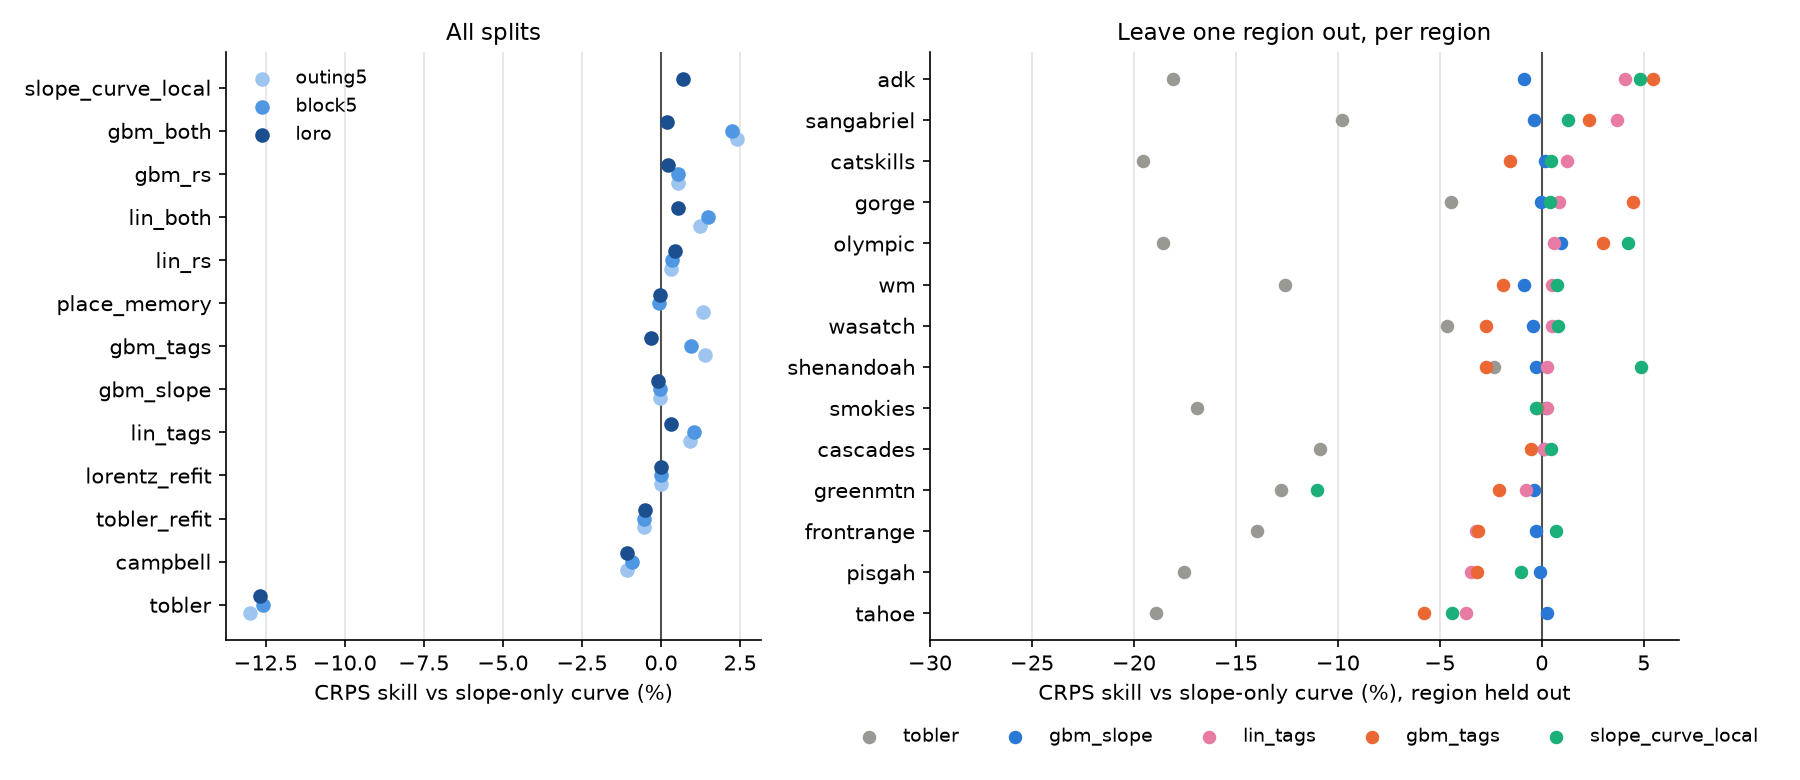 All splits
outing5
block5
loro
slope_curve_local
gbm_both
gbm_rs
lin_both
lin_rs
place_memory
gbm_tags
gbm_slope
lin_tags
lorentz_refit
tobler_refit
campbell
tobler
−12.5 −10.0 −7.5 −5.0 −2.5 0.0 2.5
CRPS skill vs slope-only curve (%)
Leave one region out, per region
adk
sangabriel
catskills
gorge
olympic
wm
wasatch
shenandoah
smokies
cascades
greenmtn
frontrange
pisgah
tahoe
−30 −25 −20 −15 −10 −5 0 5
CRPS skill vs slope-only curve (%), region held out
tobler gbm_slope lin_tags gbm_tags slope_curve_local